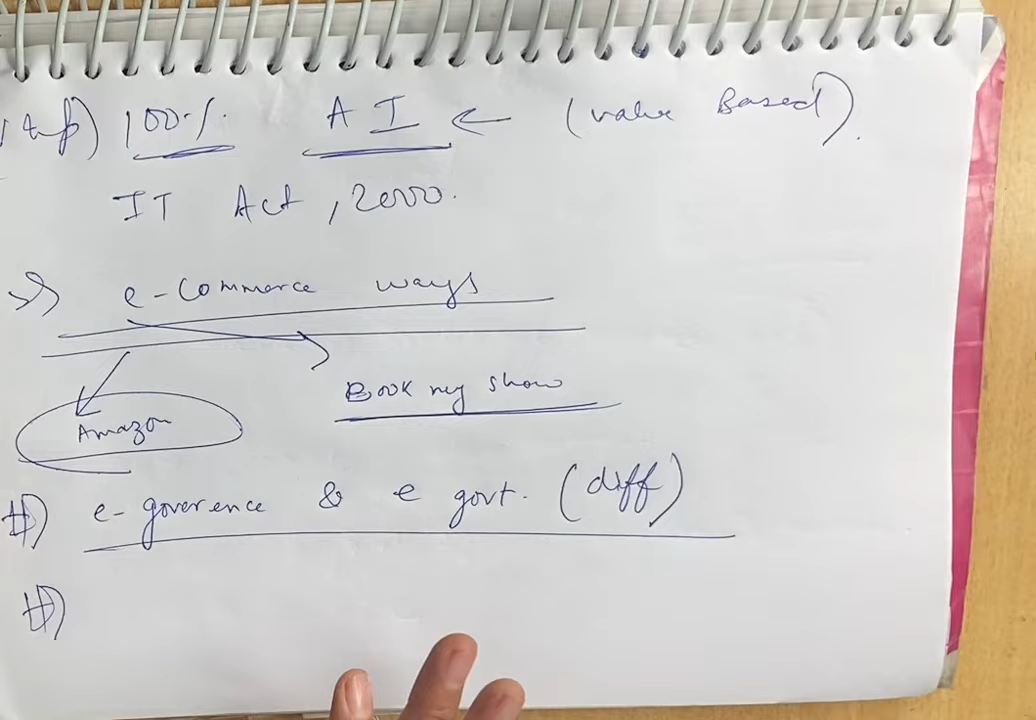 100% AI ← (value Based).
IT Act, 2000.
e-Commerce ways
Book my show
Amazon
#) e-goverence & e govt. (diff)
#)